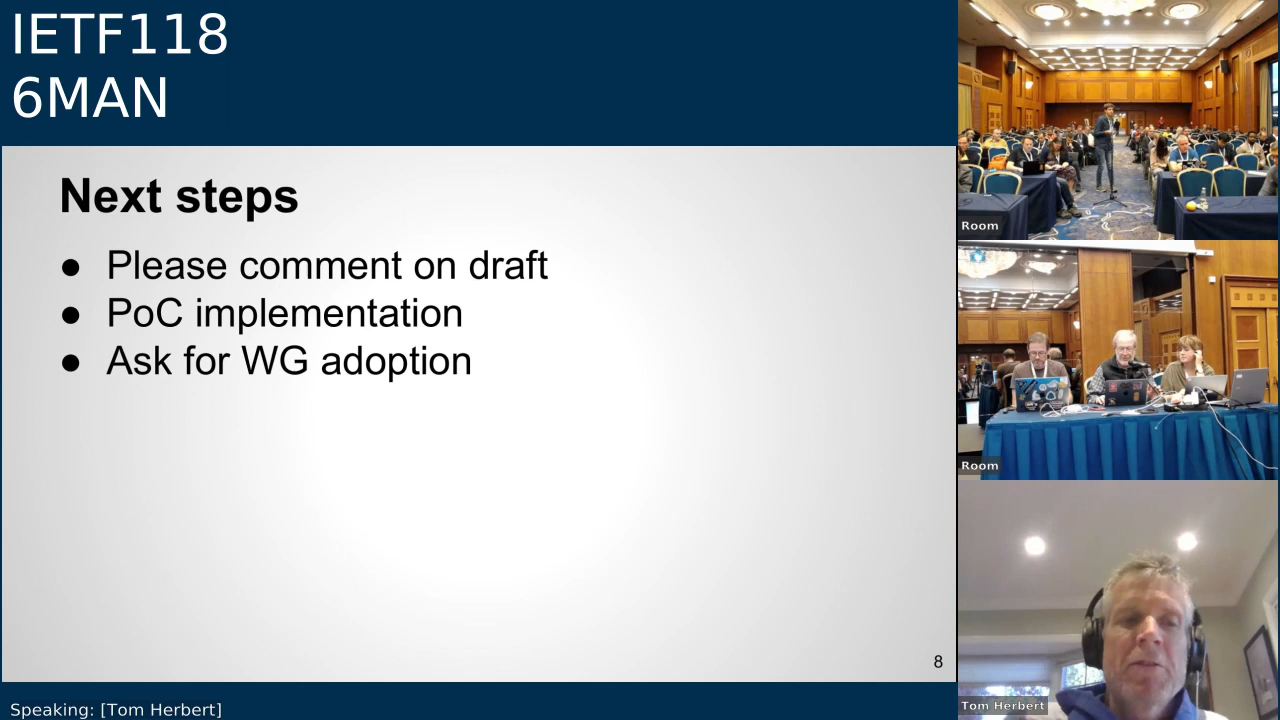 IETF118
6MAN
Next steps
● Please comment on draft
● PoC implementation
● Ask for WG adoption
8
Speaking: [Tom Herbert]
Room
Room
Tom Herbert